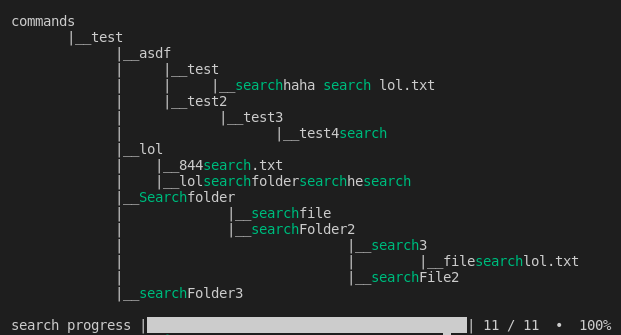 commands
|__test
|__asdf
| |__test
| | |__searchhaha search lol.txt
| |__test2
| |__test3
| |__test4search
|__lol
| |__844search.txt
| |__lolsearchfoldersearchhesearch
|__Searchfolder
| |__searchfile
| |__searchFolder2
| |__search3
| | |__filesearchlol.txt
| |__searchFile2
|__searchFolder3
search progress | | 11 / 11 • 100%